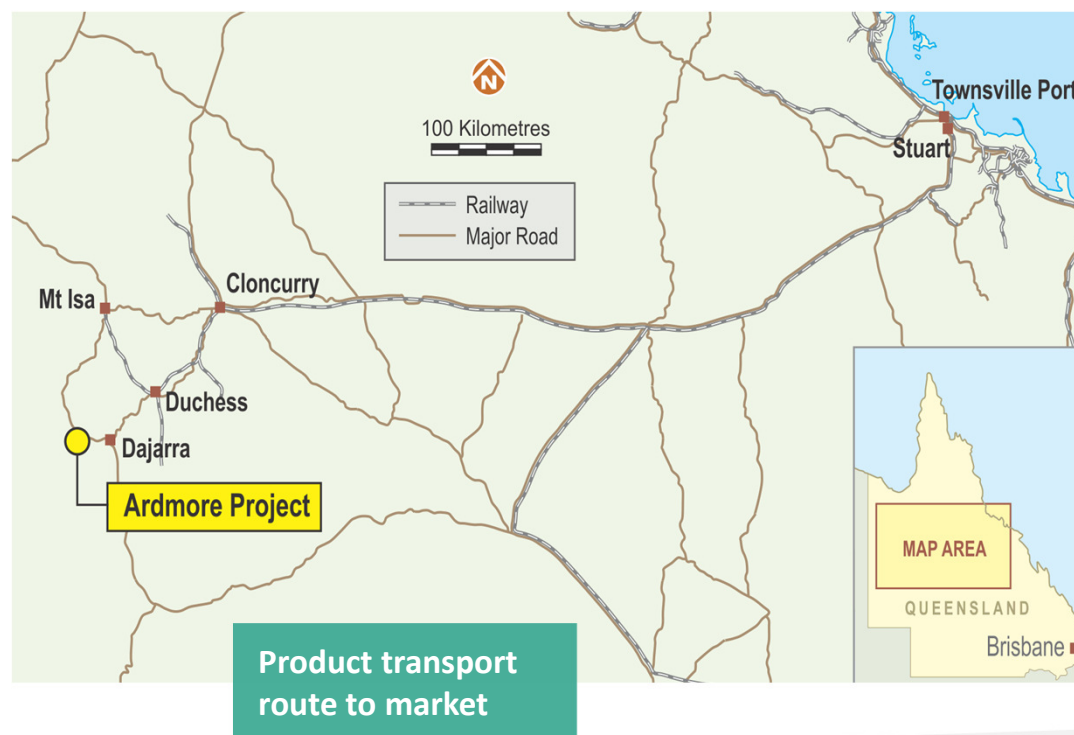 N
100 Kilometres
Townsville Port
Stuart
Railway
Major Road
Cloncurry
Mt Isa
Duchess
Dajarra
Ardmore Project
MAP AREA
QUEENSLAND
Brisbane
Product transport
route to market